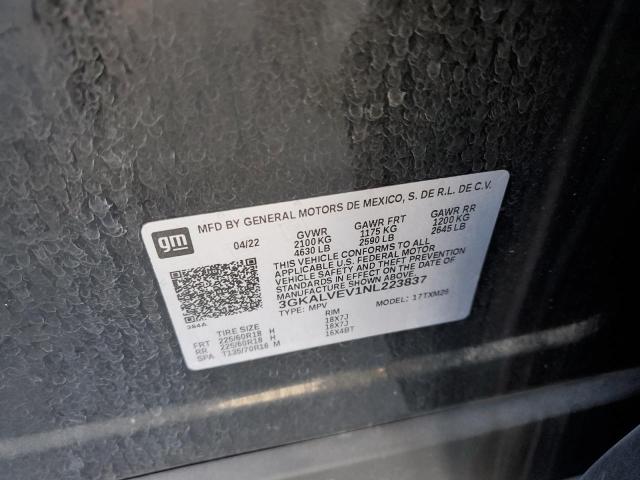 gm
MFD BY GENERAL MOTORS DE MEXICO, S. DE R.L. DE C.V.
04/22 GVWR GAWR FRT GAWR RR
2100 KG 1175 KG 1200 KG
4630 LB 2590 LB 2645 LB
THIS VEHICLE CONFORMS TO ALL
APPLICABLE U.S. FEDERAL MOTOR
VEHICLE SAFETY AND THEFT PREVENTION
STANDARDS IN EFFECT ON THE DATE OF
MANUFACTURE SHOWN ABOVE.
3GKALVEV1NL223837
TYPE: MPV MODEL: 17TXM26
384A
TIRE SIZE RIM
FRT 225/60R18 H 18X7J
RR 225/60R18 H 18X7J
SPA T135/70R16 M 16X4BT